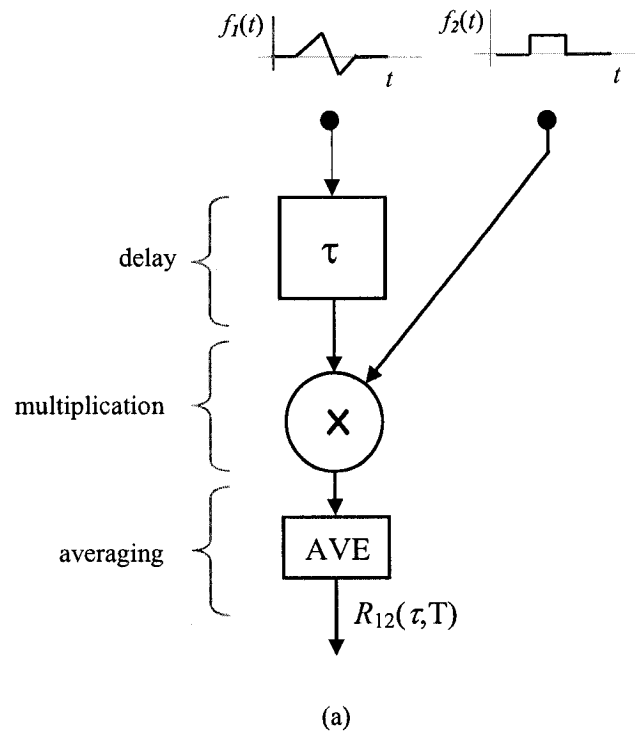 f₁(t)
f₂(t)
t
t
delay
τ
multiplication
×
averaging
AVE
R₁₂(τ,T)
(a)